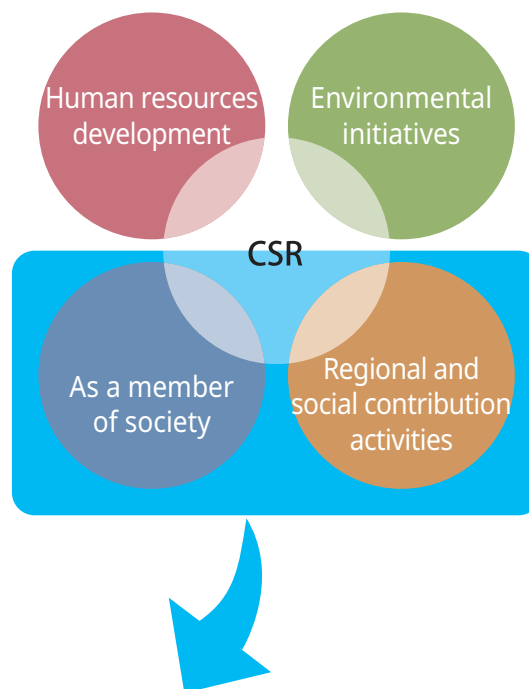 Human resources
development
Environmental
initiatives
CSR
As a member
of society
Regional and
social contribution
activities